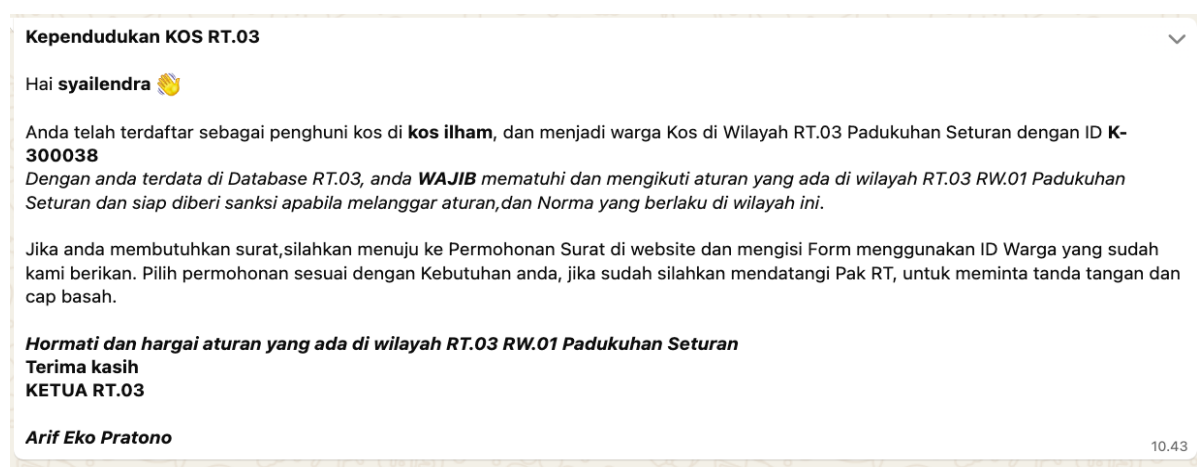 Kependudukan KOS RT.03
Hai syailendra 👋
Anda telah terdaftar sebagai penghuni kos di kos ilham, dan menjadi warga Kos di Wilayah RT.03 Padukuhan Seturan dengan ID K-
300038
Dengan anda terdata di Database RT.03, anda WAJIB mematuhi dan mengikuti aturan yang ada di wilayah RT.03 RW.01 Padukuhan
Seturan dan siap diberi sanksi apabila melanggar aturan,dan Norma yang berlaku di wilayah ini.
Jika anda membutuhkan surat,silahkan menuju ke Permohonan Surat di website dan mengisi Form menggunakan ID Warga yang sudah
kami berikan. Pilih permohonan sesuai dengan Kebutuhan anda, jika sudah silahkan mendatangi Pak RT, untuk meminta tanda tangan dan
cap basah.
Hormati dan hargai aturan yang ada di wilayah RT.03 RW.01 Padukuhan Seturan
Terima kasih
KETUA RT.03
Arif Eko Pratono
10.43